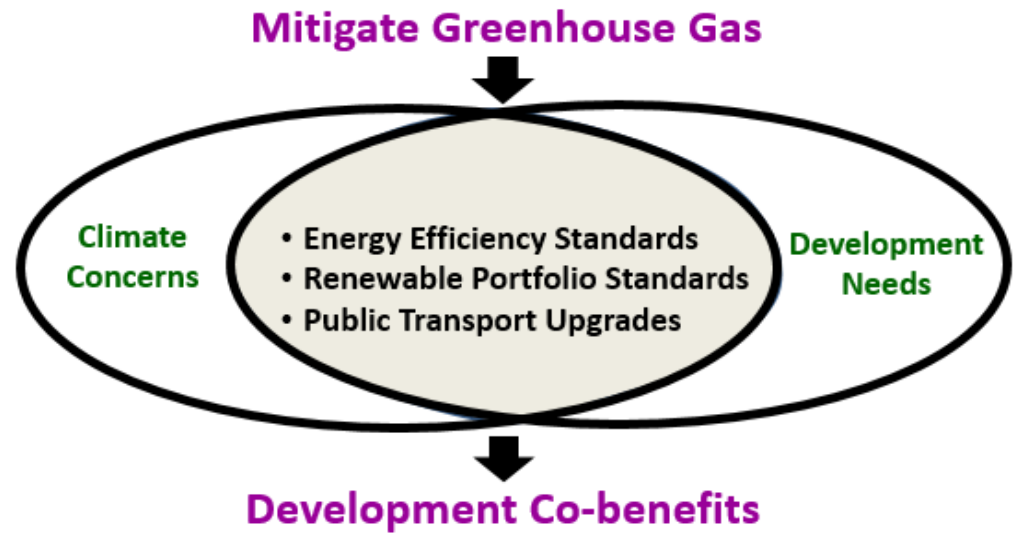 Mitigate Greenhouse Gas
Climate
Concerns
• Energy Efficiency Standards
• Renewable Portfolio Standards
• Public Transport Upgrades
Development
Needs
Development Co-benefits